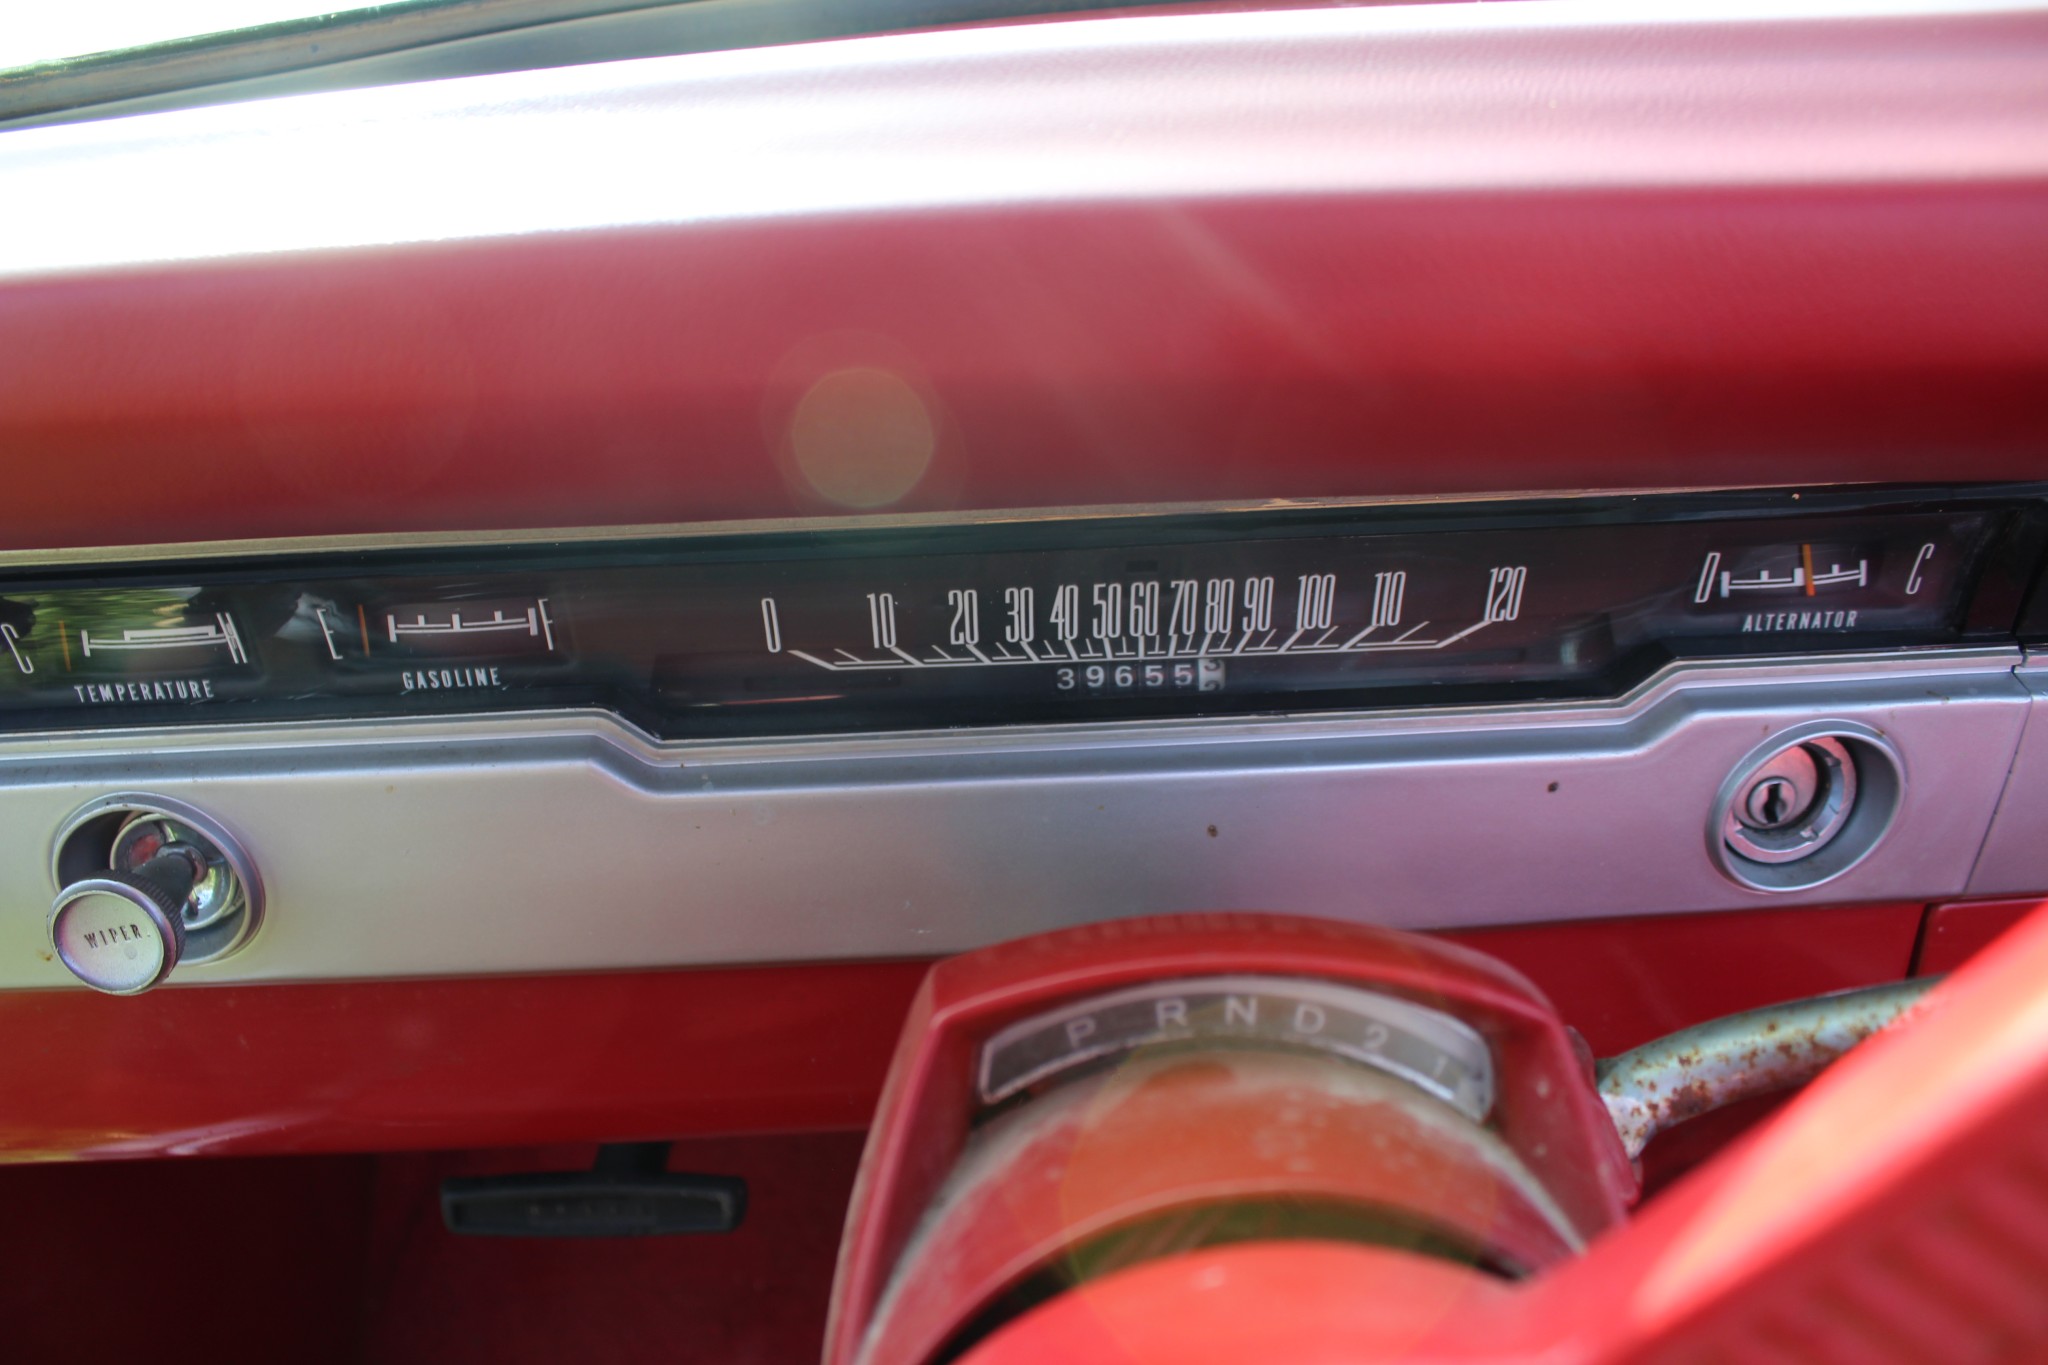 C H
TEMPERATURE
E F
GASOLINE
0 10 20 30 40 50 60 70 80 90 100 110 120
39655
D C
ALTERNATOR
WIPER
P R N D 2 1